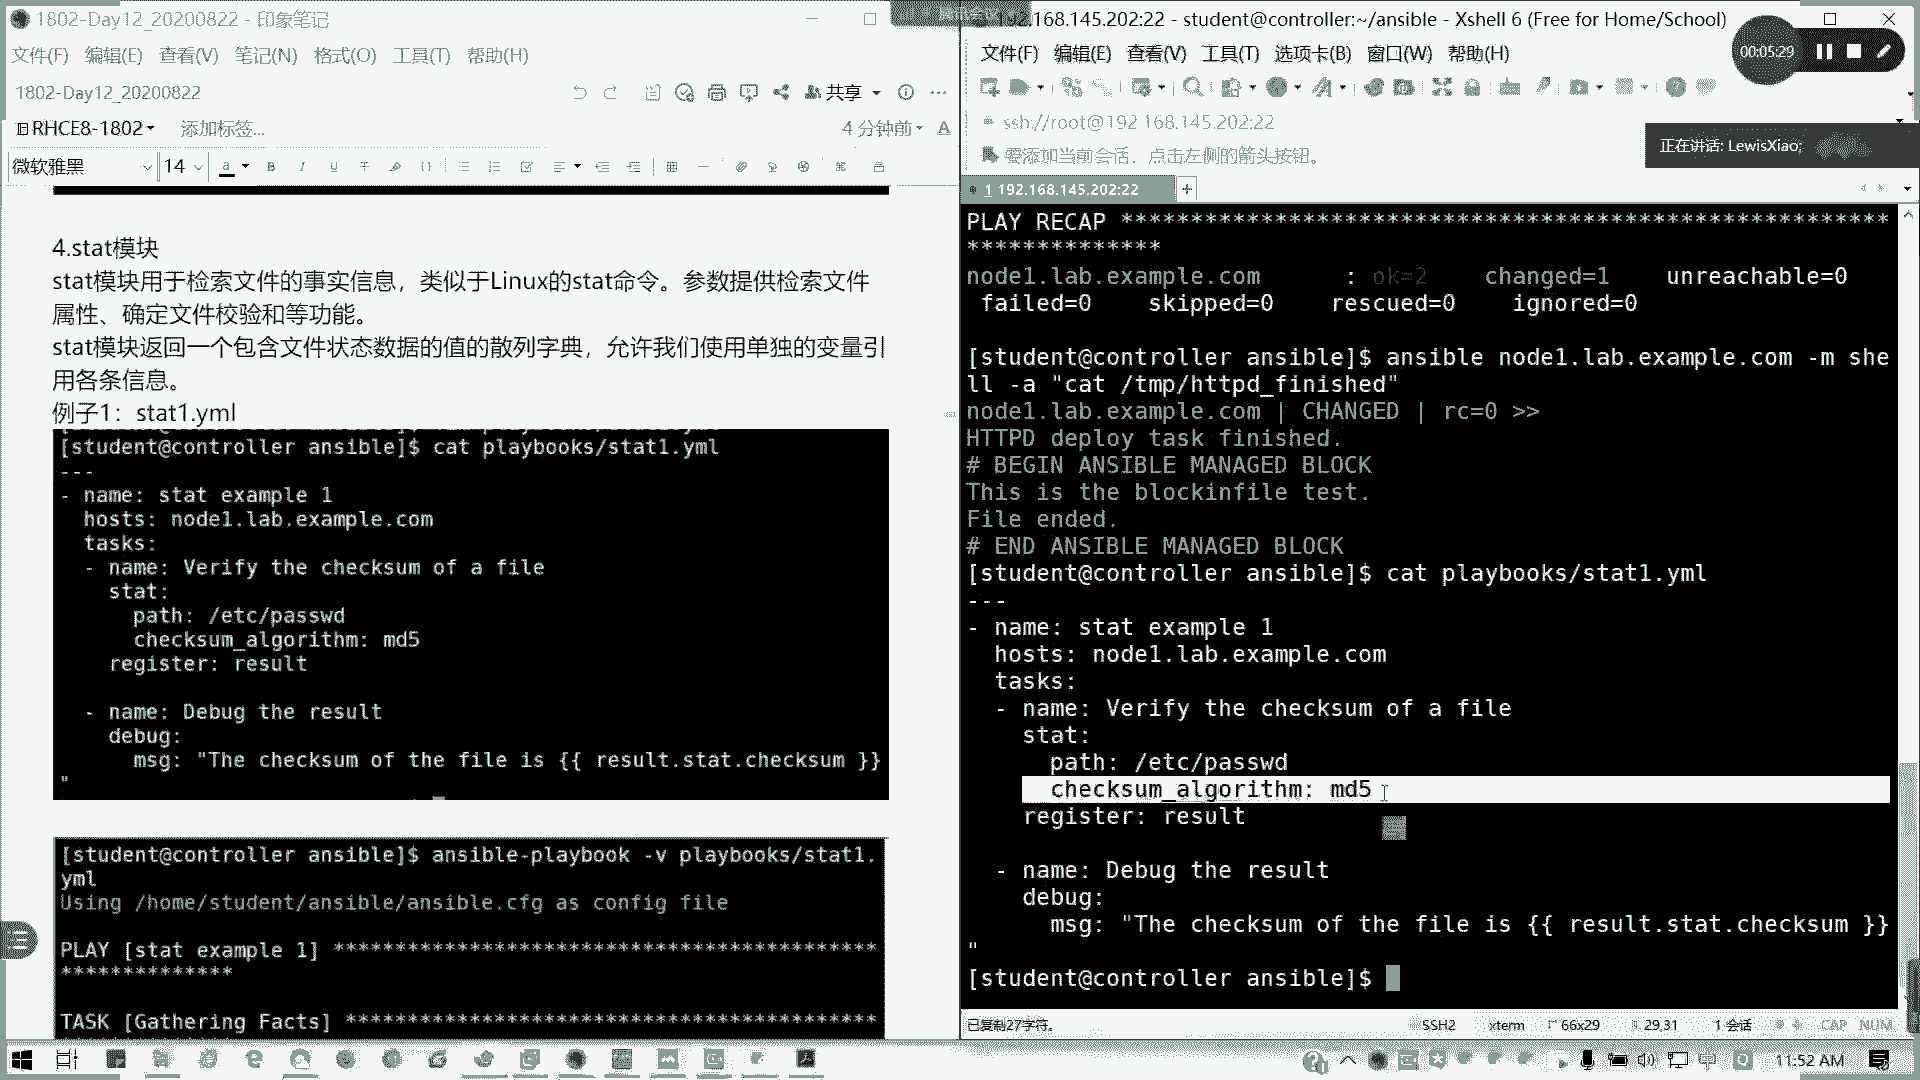 1802-Day12_20200822 - 印象笔记
文件(F) 编辑(E) 查看(V) 笔记(N) 格式(O) 工具(T) 帮助(H)
1802-Day12_20200822
共享
RHCE8-1802
添加标签...
4 分钟前
微软雅黑
14
4.stat模块
stat模块用于检索文件的事实信息，类似于Linux的stat命令。参数提供检索文件
属性、确定文件校验和等功能。
stat模块返回一个包含文件状态数据的值的散列字典，允许我们使用单独的变量引
用各条信息。
例子1：stat1.yml
[student@controller ansible]$ cat playbooks/stat1.yml
---
- name: stat example 1
  hosts: node1.lab.example.com
  tasks:
  - name: Verify the checksum of a file
    stat:
      path: /etc/passwd
      checksum_algorithm: md5
    register: result

  - name: Debug the result
    debug:
      msg: "The checksum of the file is {{ result.stat.checksum }}
"
[student@controller ansible]$ ansible-playbook -v playbooks/stat1.
yml
Using /home/student/ansible/ansible.cfg as config file
PLAY [stat example 1] ********************************************
**************
TASK [Gathering Facts] *******************************************
192.168.145.202:22 - student@controller:~/ansible - Xshell 6 (Free for Home/School)
文件(F) 编辑(E) 查看(V) 工具(T) 选项卡(B) 窗口(W) 帮助(H)
00:05:29
ssh://root@192.168.145.202:22
要添加当前会话，点击左侧的箭头按钮。
正在讲话: LewisXiao;
1 192.168.145.202:22
PLAY RECAP *******************************************************
**************
node1.lab.example.com : ok=2 changed=1 unreachable=0
failed=0 skipped=0 rescued=0 ignored=0
[student@controller ansible]$ ansible node1.lab.example.com -m she
ll -a "cat /tmp/httpd_finished"
node1.lab.example.com | CHANGED | rc=0 >>
HTTPD deploy task finished.
# BEGIN ANSIBLE MANAGED BLOCK
This is the blockinfile test.
File ended.
# END ANSIBLE MANAGED BLOCK
[student@controller ansible]$ cat playbooks/stat1.yml
---
- name: stat example 1
  hosts: node1.lab.example.com
  tasks:
  - name: Verify the checksum of a file
    stat:
      path: /etc/passwd
      checksum_algorithm: md5
    register: result

  - name: Debug the result
    debug:
      msg: "The checksum of the file is {{ result.stat.checksum }}
"
[student@controller ansible]$
已复制27字符。
SSH2 xterm 66x29 29,31 1 会话 CAP NUM
11:52 AM